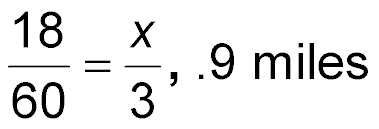 18/60 = x/3, .9 miles